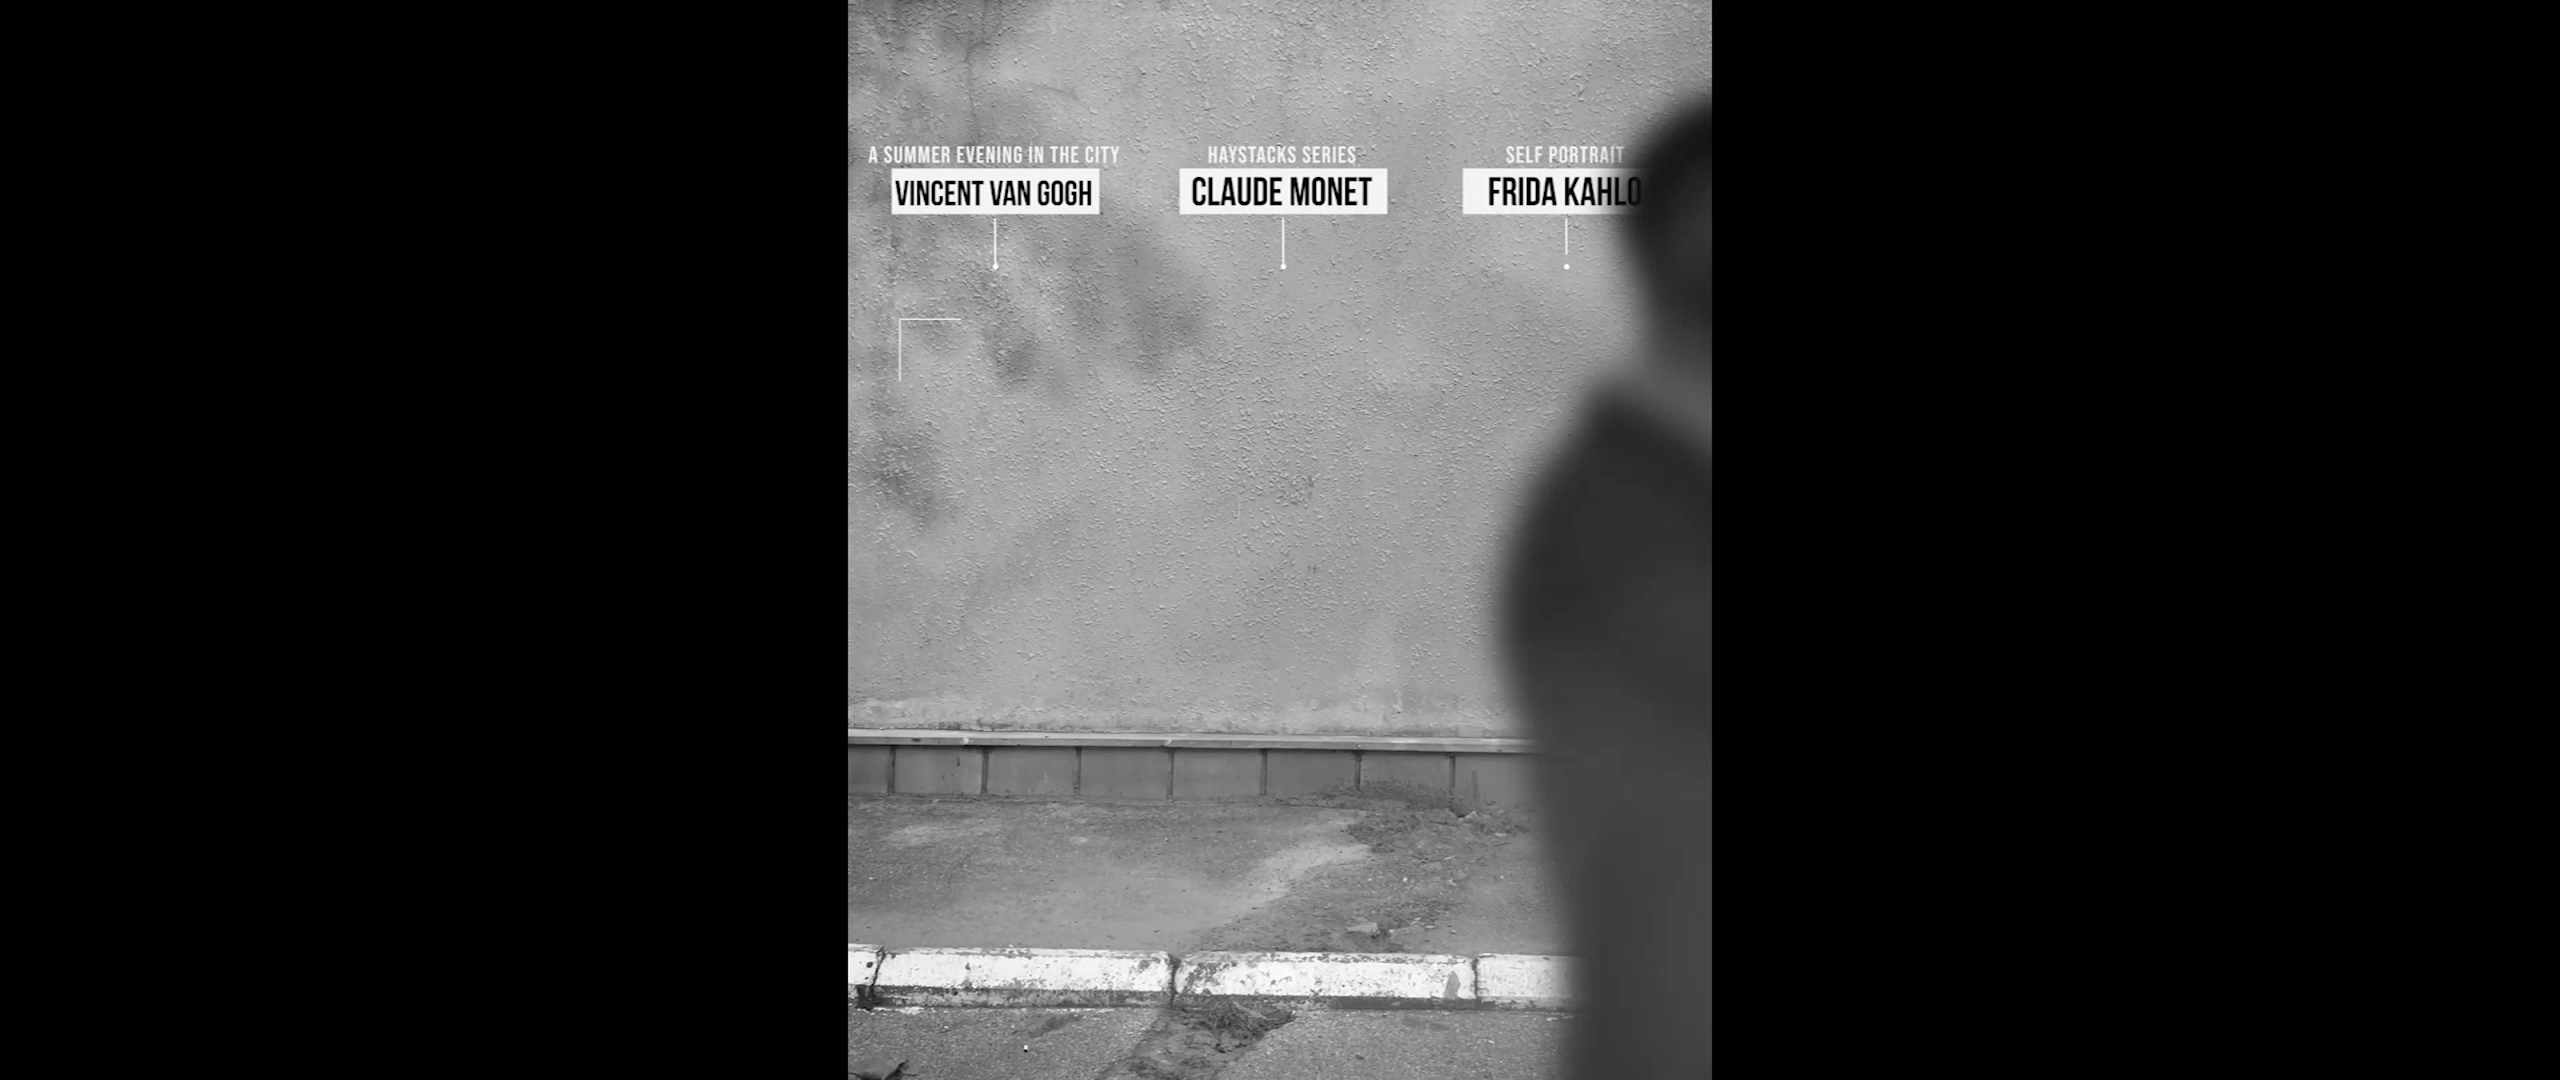 A SUMMER EVENING IN THE CITY
VINCENT VAN GOGH
HAYSTACKS SERIES
CLAUDE MONET
SELF PORTRAIT
FRIDA KAHLO